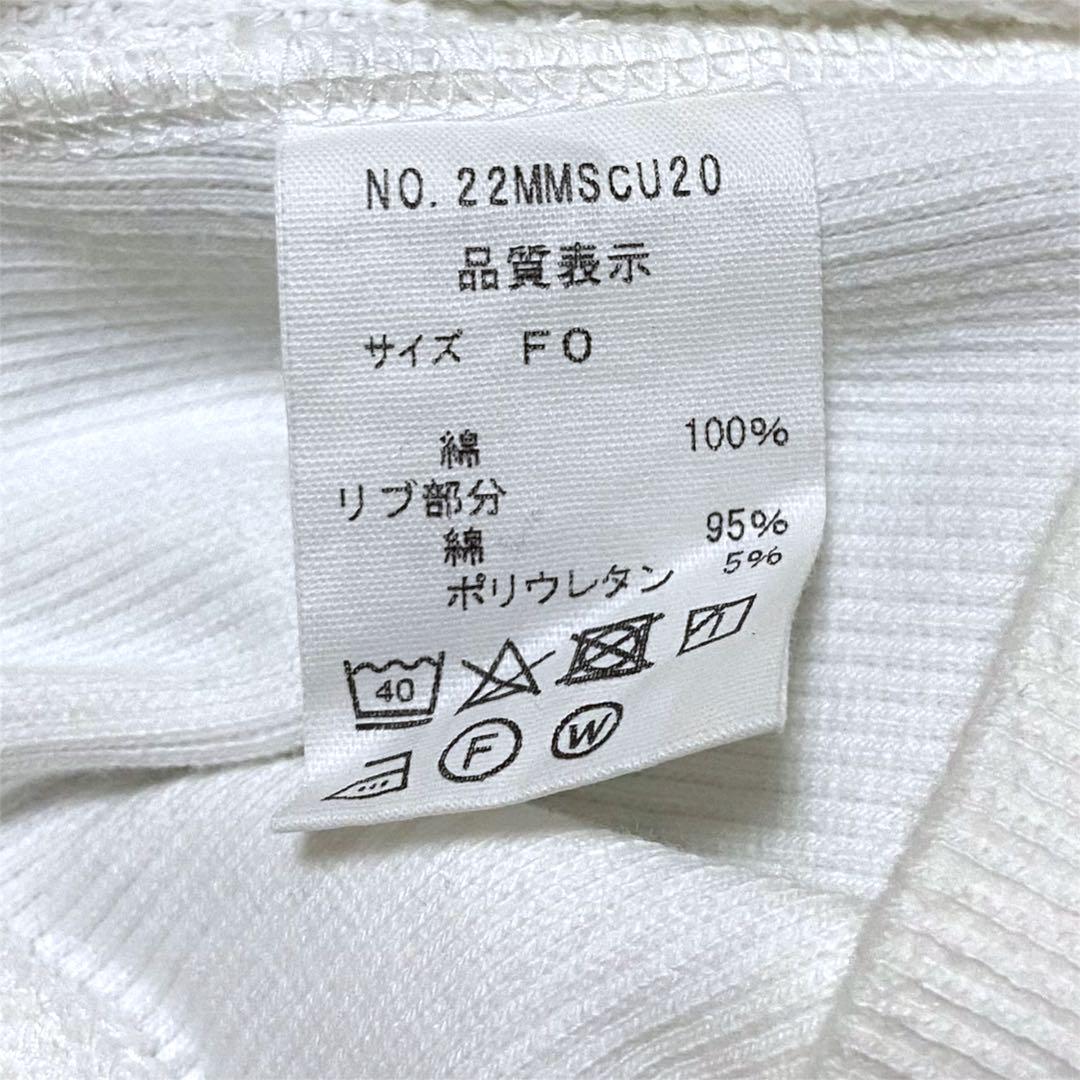 NO. 22MMSCU20
品質表示
サイズ FO
綿 100%
リブ部分
綿 95%
ポリウレタン 5%
40
F W